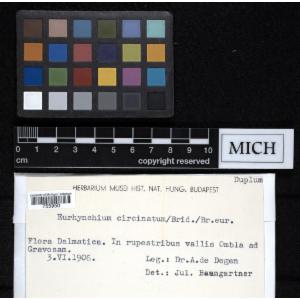 0 1 2 3 4 5 6 7 8 9 10
cm copyright reserved
MICH
Duplum
HERBARIUM MUSEI HIST. NAT. HUNG. BUDAPEST
Eurhynchium circinatum/Brid./Br.eur.
Flora Dalmatica. In rupestribus vallis Ombla ad
Gravosam.
3.VI.1906. Leg: Dr.A.de Degen
Det.: Jul. Baumgartner